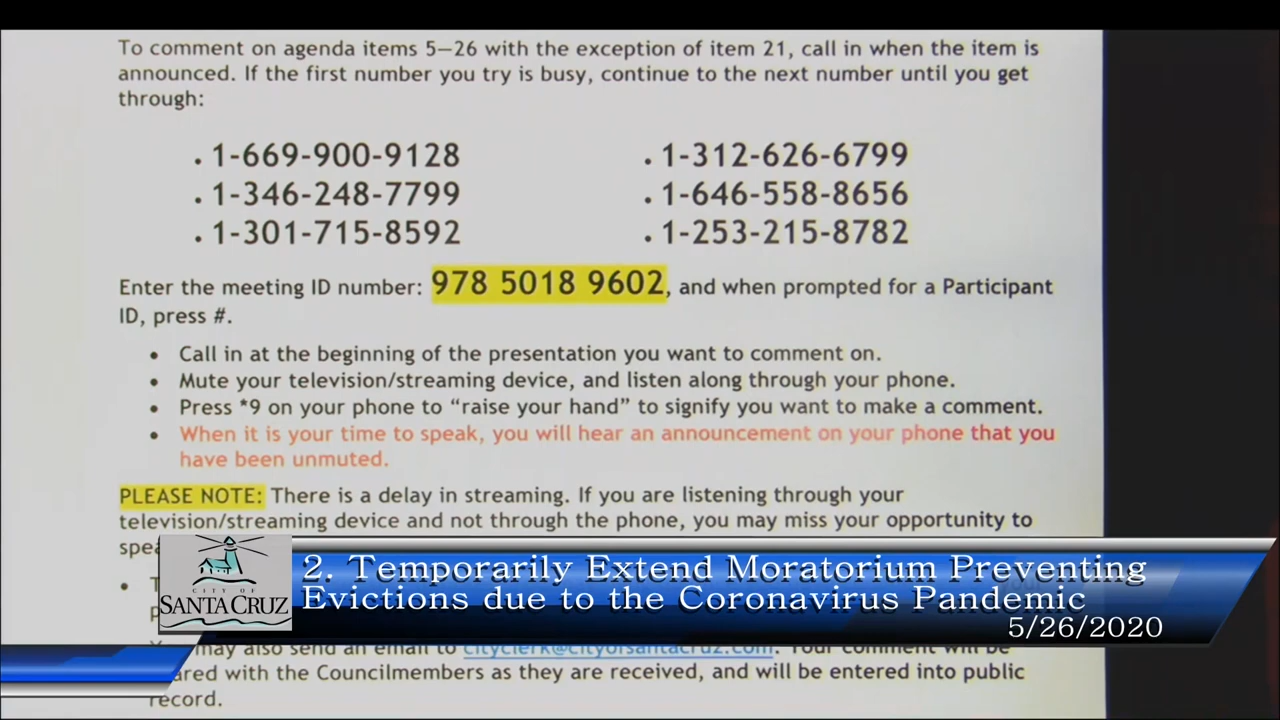 To comment on agenda items 5–26 with the exception of item 21, call in when the item is
announced. If the first number you try is busy, continue to the next number until you get
through:
• 1-669-900-9128
• 1-346-248-7799
• 1-301-715-8592
• 1-312-626-6799
• 1-646-558-8656
• 1-253-215-8782
Enter the meeting ID number: 978 5018 9602, and when prompted for a Participant
ID, press #.
• Call in at the beginning of the presentation you want to comment on.
• Mute your television/streaming device, and listen along through your phone.
• Press *9 on your phone to “raise your hand” to signify you want to make a comment.
• When it is your time to speak, you will hear an announcement on your phone that you
have been unmuted.
PLEASE NOTE: There is a delay in streaming. If you are listening through your
television/streaming device and not through the phone, you may miss your opportunity to
CITY OF
SANTA CRUZ
2. Temporarily Extend Moratorium Preventing
Evictions due to the Coronavirus Pandemic
5/26/2020
may also send an email to cityclerk@cityofsantacruz.com. Your comment will be
with the Councilmembers as they are received, and will be entered into public
record.